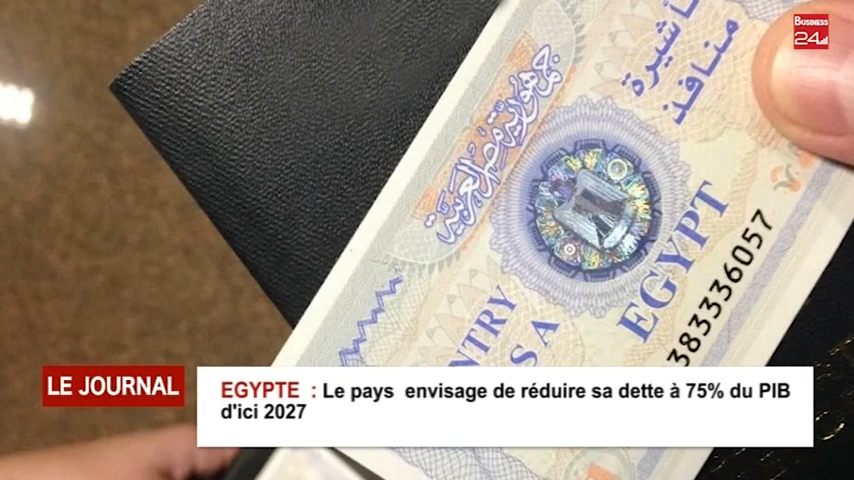 BUSINESS
24
تأشيرة
منافذ
جمهورية مصر العربية
EGYPT
NTRY
SA
383336057
LE JOURNAL
EGYPTE : Le pays envisage de réduire sa dette à 75% du PIB
d'ici 2027